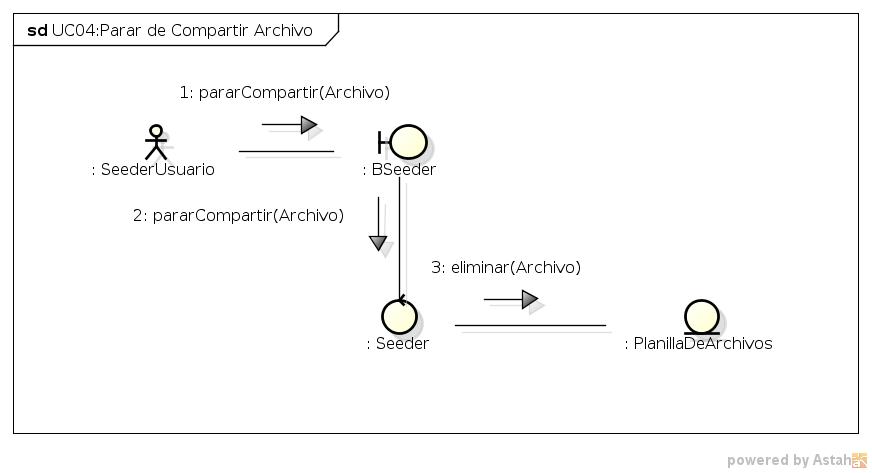 sd UC04:Parar de Compartir Archivo
1: pararCompartir(Archivo)
: SeederUsuario
: BSeeder
2: pararCompartir(Archivo)
3: eliminar(Archivo)
: Seeder
: PlanillaDeArchivos
powered by Astah